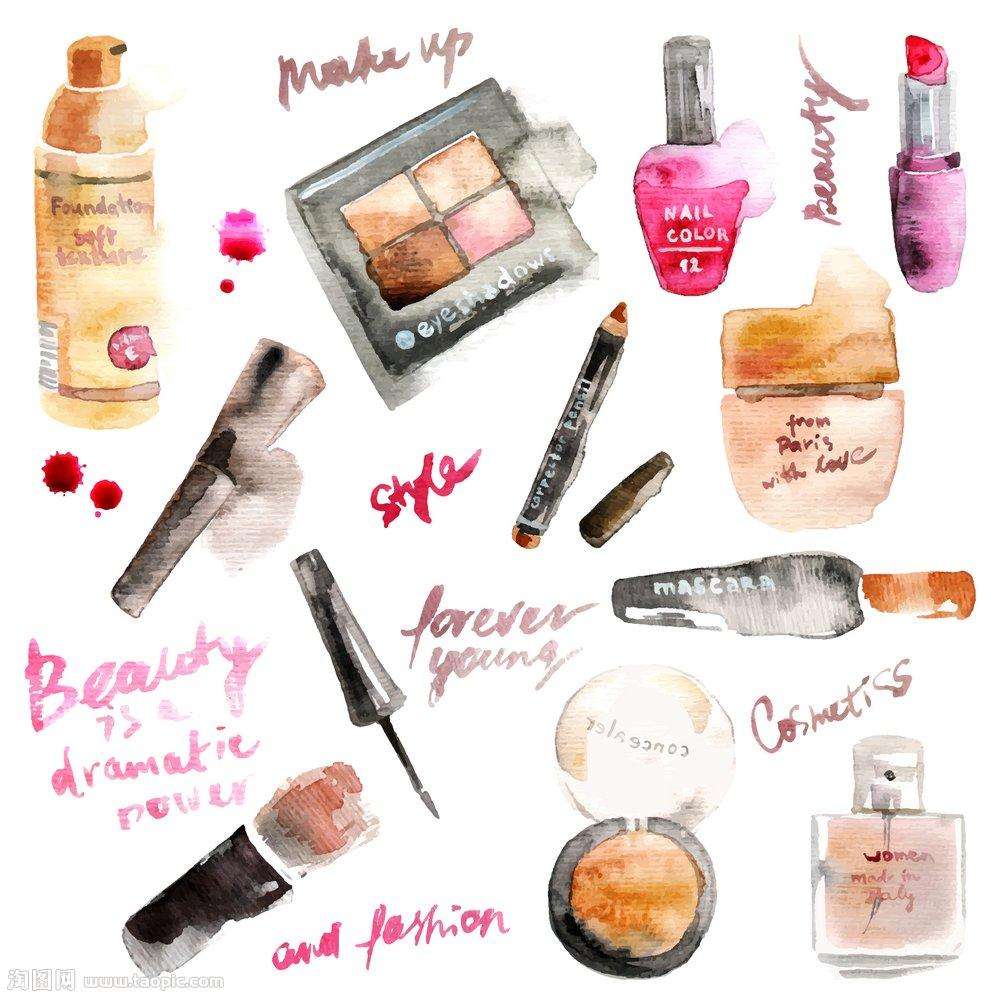 make up
Beauty
Foundation
soft
texture
eyeshadows
NAIL
COLOR
12
corrector pencil
from
Paris
with love
style
mascara
forever
young
Beauty
is a
dramatic
power
Cosmetics
concealer
women
made in
Italy
and fashion
淘图网 www.taopic.com